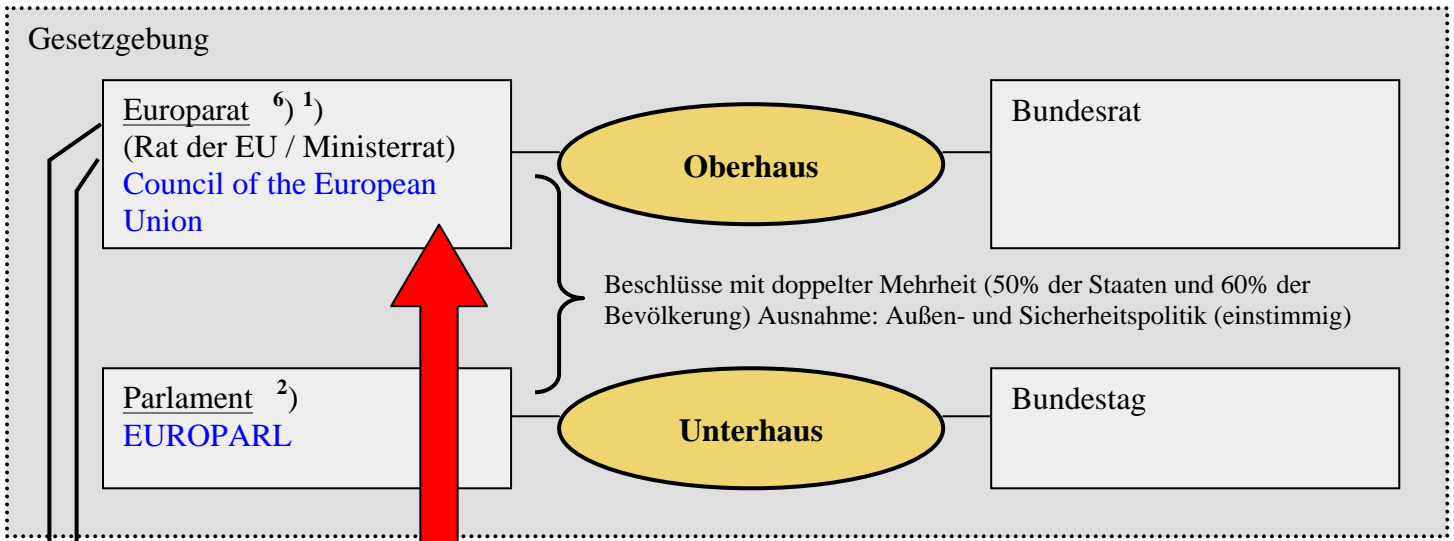 Gesetzgebung
Europarat 6) 1)
(Rat der EU / Ministerrat)
Council of the European
Union
Oberhaus
Bundesrat
Beschlüsse mit doppelter Mehrheit (50% der Staaten und 60% der
Bevölkerung) Ausnahme: Außen- und Sicherheitspolitik (einstimmig)
Parlament 2)
EUROPARL
Unterhaus
Bundestag